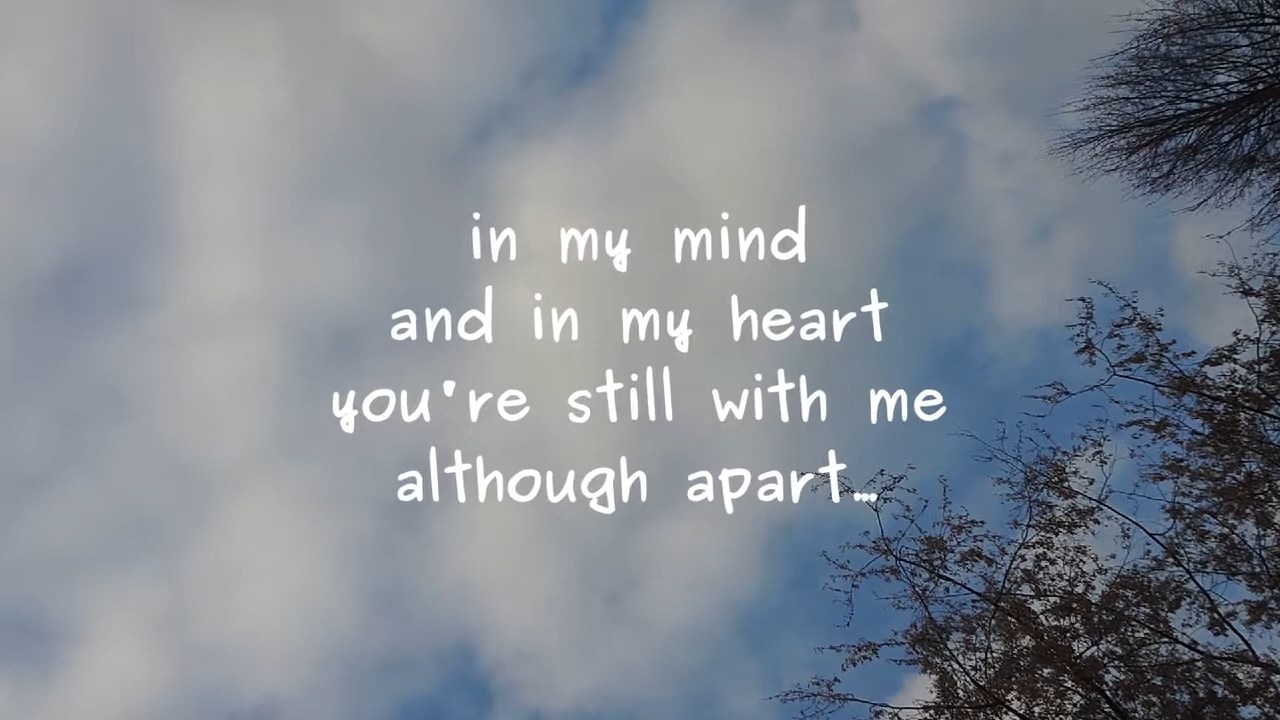 in my mind
and in my heart
you're still with me
although apart...